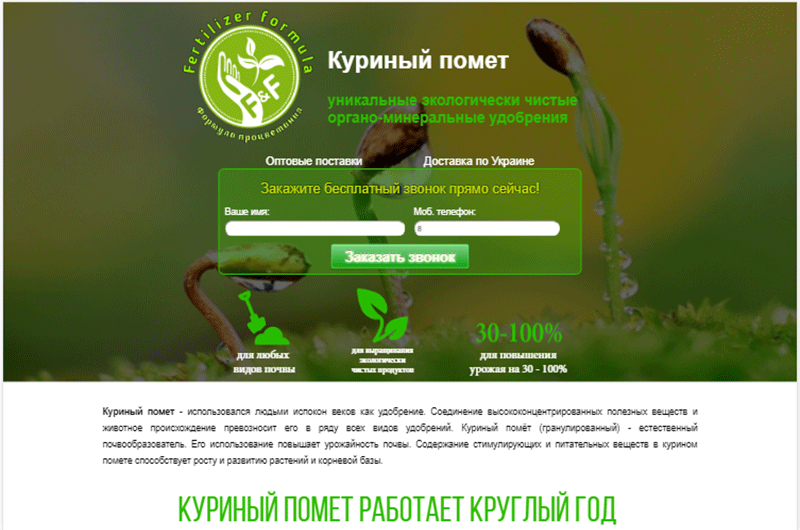 Fertilizer formula
F&F
формула процветания
Куриный помет
уникальные экологически чистые
органо-минеральные удобрения
Оптовые поставки
Доставка по Украине
Закажите бесплатный звонок прямо сейчас!
Ваше имя:
Моб. телефон:
Заказать звонок
для любых
видов почвы
для выращивания
экологически
чистых продуктов
30-100%
для повышения
урожая на 30 - 100%
Куриный помет - использовался людьми испокон веков как удобрение. Соединение высококонцентрированных полезных веществ и
животное происхождение превозносит его в ряду всех видов удобрений. Куриный помёт (гранулированный) - естественный
почвообразователь. Его использование повышает урожайность почвы. Содержание стимулирующих и питательных веществ в курином
помете способствует росту и развитию растений и корневой базы.
КУРИНЫЙ ПОМЕТ РАБОТАЕТ КРУГЛЫЙ ГОД